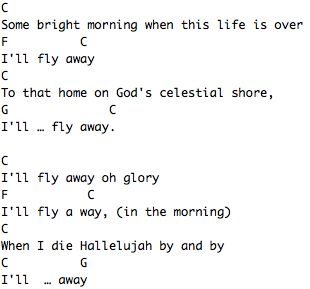 C
Some bright morning when this life is over
F          C
I'll fly away
C
To that home on God's celestial shore,
G              C
I'll … fly away.

C
I'll fly away oh glory
F           C
I'll fly a way, (in the morning)
C
When I die Hallelujah by and by
C          G
I'll  … away